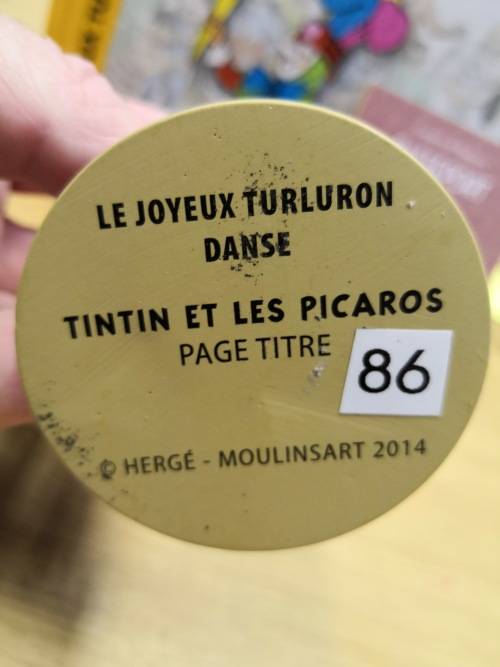 LE JOYEUX TURLURON
DANSE
TINTIN ET LES PICAROS
PAGE TITRE
86
© HERGÉ - MOULINSART 2014